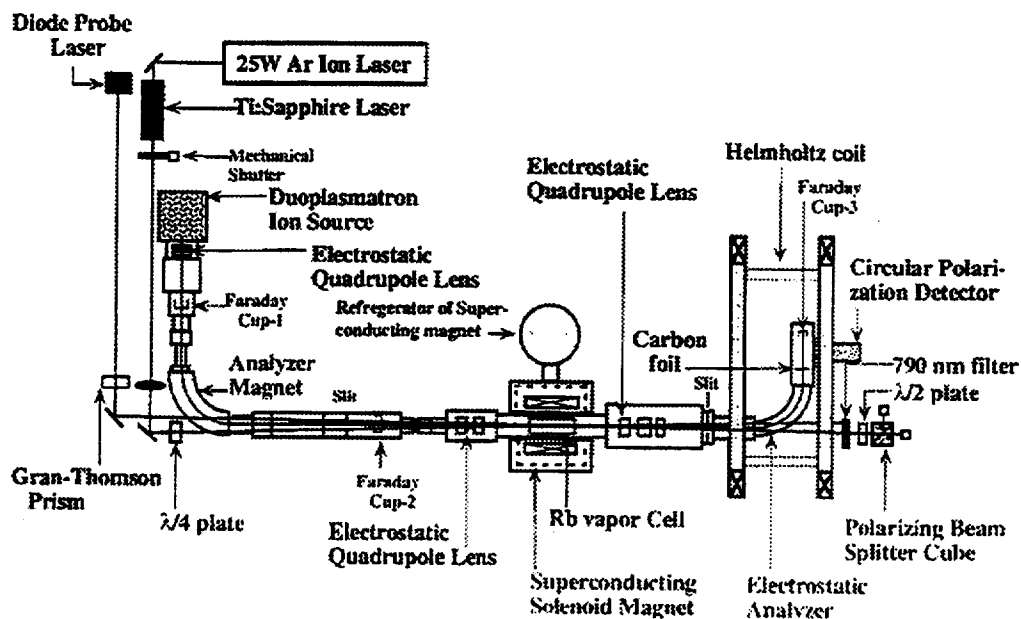 Diode Probe
Laser
25W Ar Ion Laser
Ti:Sapphire Laser
Mechanical
Shutter
Duoplasmatron
Ion Source
Electrostatic
Quadrupole Lens
Faraday
Cup-1
Analyzer
Magnet
Slit
Gran-Thomson
Prism
λ/4 plate
Faraday
Cup-2
Electrostatic
Quadrupole Lens
Refregerator of Super-
conducting magnet
Electrostatic
Quadrupole Lens
Rb vapor Cell
Superconducting
Solenoid Magnet
Carbon
foil
Slit
Helmholtz coil
Faraday
Cup-3
Circular Polari-
zation Detector
790 nm filter
λ/2 plate
Polarizing Beam
Splitter Cube
Electrostatic
Analyzer